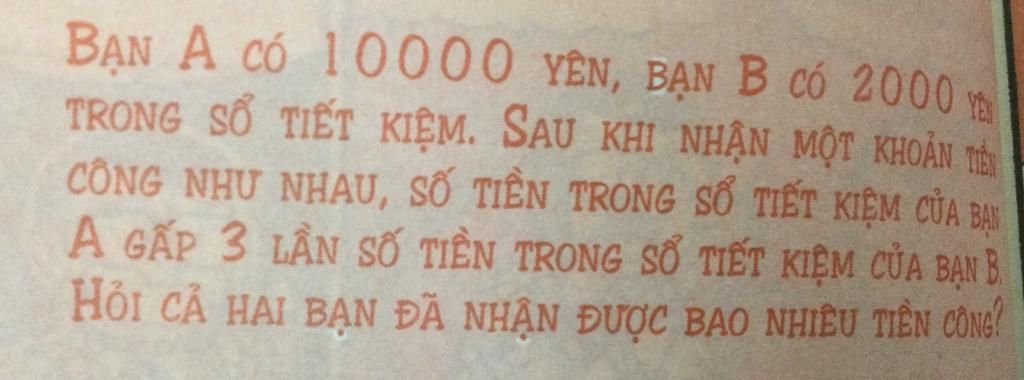 BẠN A CÓ 10000 YÊN, BẠN B CÓ 2000 YÊN
TRONG SỔ TIẾT KIỆM. SAU KHI NHẬN MỘT KHOẢN TIỀN
CÔNG NHƯ NHAU, SỐ TIỀN TRONG SỔ TIẾT KIỆM CỦA BẠN
A GẤP 3 LẦN SỐ TIỀN TRONG SỔ TIẾT KIỆM CỦA BẠN B.
HỎI CẢ HAI BẠN ĐÃ NHẬN ĐƯỢC BAO NHIÊU TIỀN CÔNG?